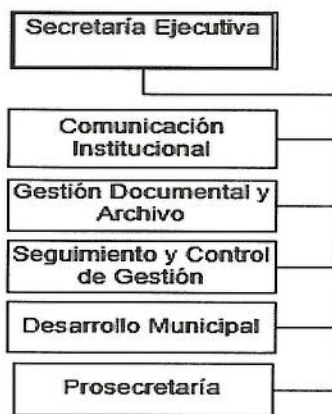 Secretaría Ejecutiva
Comunicación
Institucional
Gestión Documental y
Archivo
Seguimiento y Control
de Gestión
Desarrollo Municipal
Prosecretaría